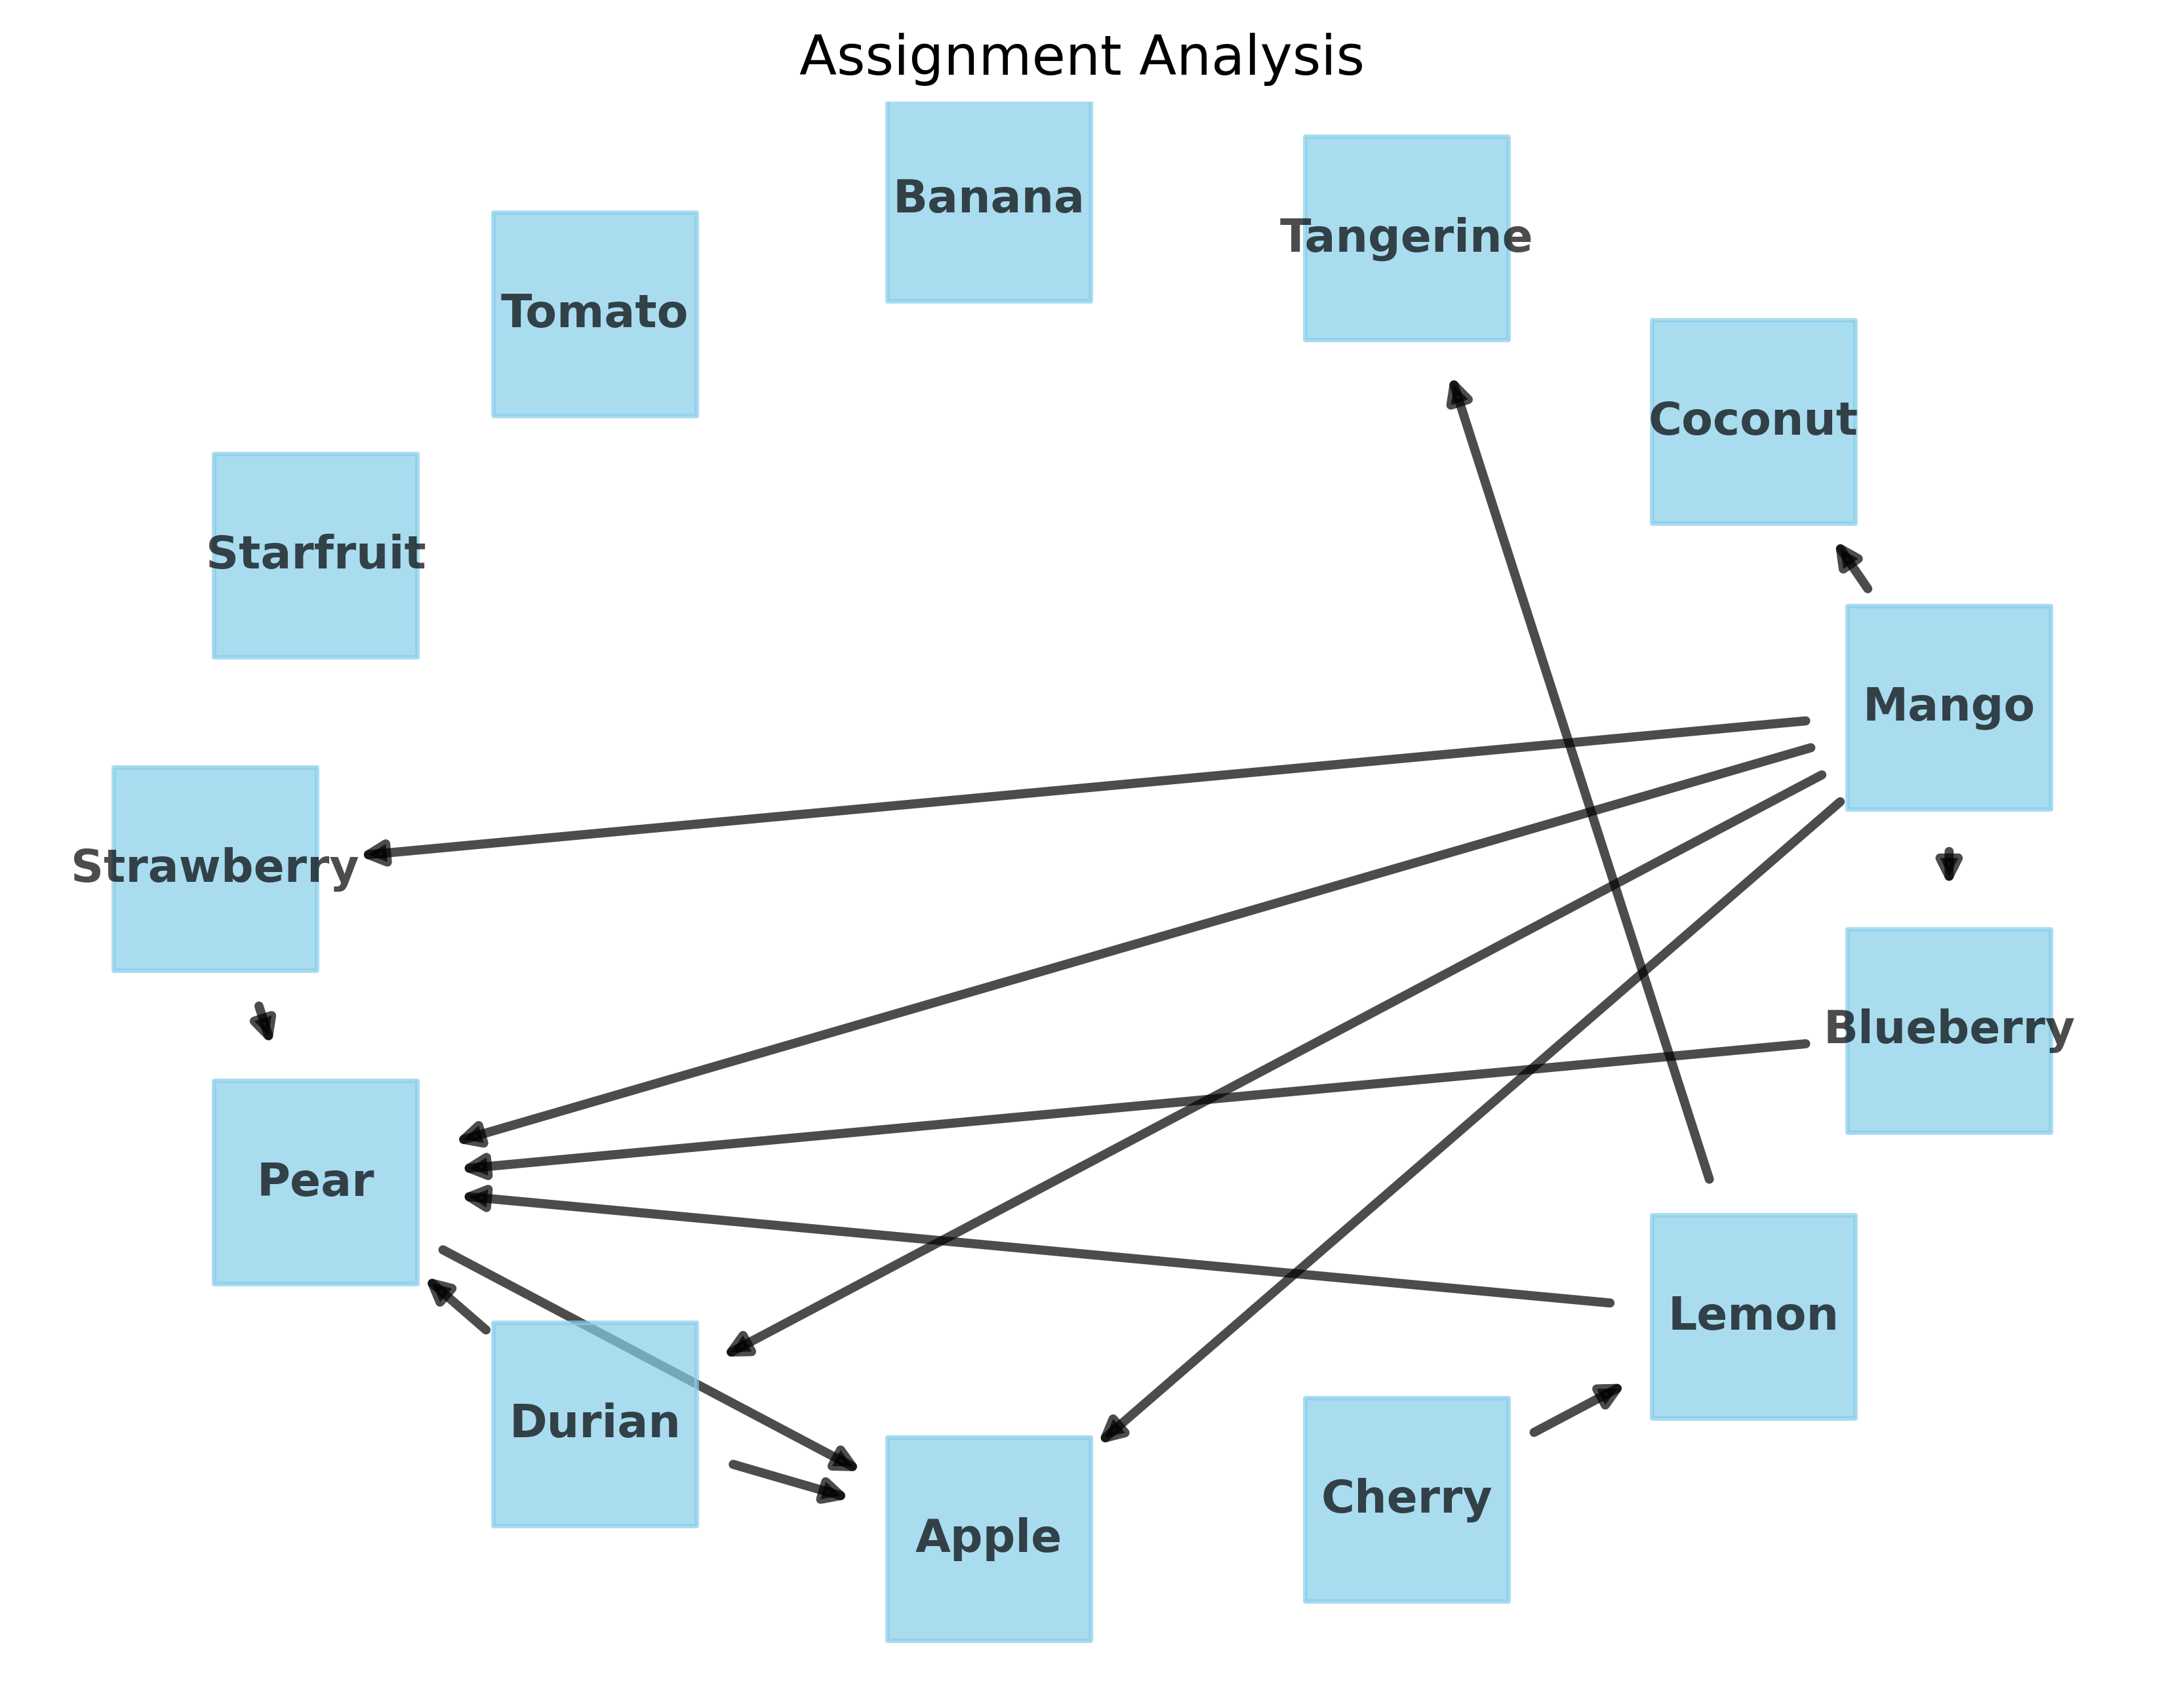 Assignment Analysis
Banana
Tangerine
Tomato
Coconut
Starfruit
Mango
Strawberry
Blueberry
Pear
Lemon
Durian
Cherry
Apple